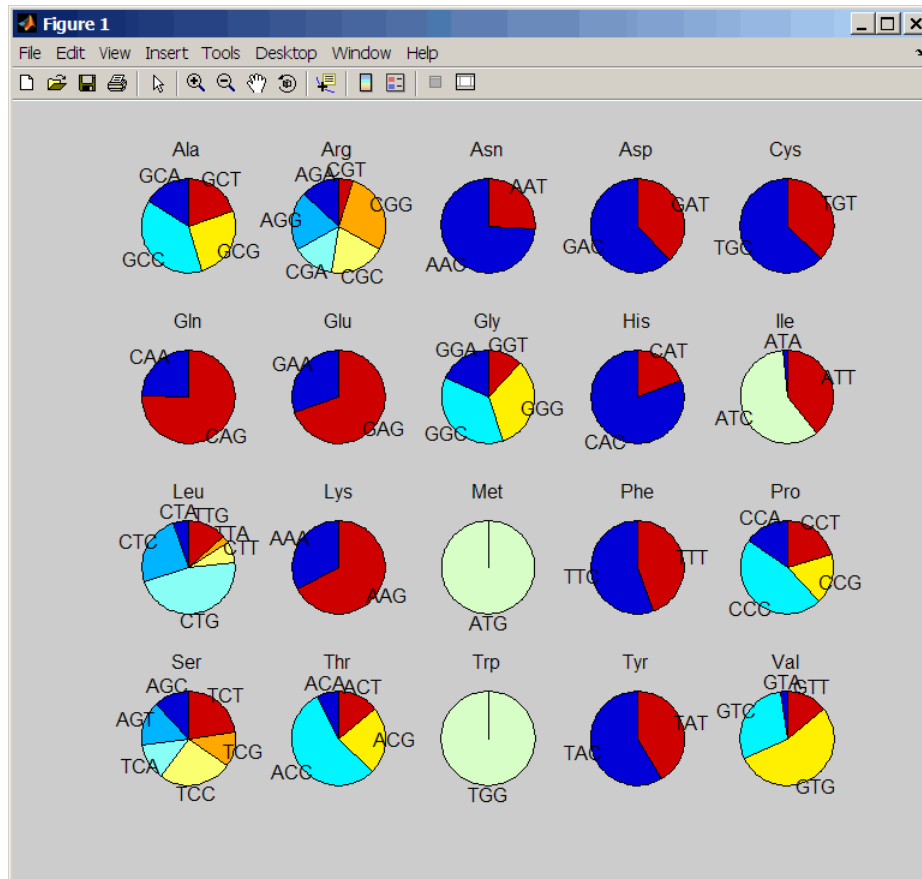 Figure 1
File Edit View Insert Tools Desktop Window Help
Ala Arg Asn Asp Cys
GCA GCT GCC GCG
AGA CGT AGG CGG CGA CGC
AAT AAC
GAT GAC
TGT TGC
Gln Glu Gly His Ile
CAA CAG
GAA GAG
GGA GGT GGC GGG
CAT CAC
ATA ATT ATC
Leu Lys Met Phe Pro
CTA TTG TTA CTT CTC CTG
AAA AAG
ATG
TTC TTT
CCA CCT CCC CCG
Ser Thr Trp Tyr Val
AGC TCT AGT TCG TCA TCC
ACA ACT ACC ACG
TGG
TAT TAC
GTA GTT GTC GTG